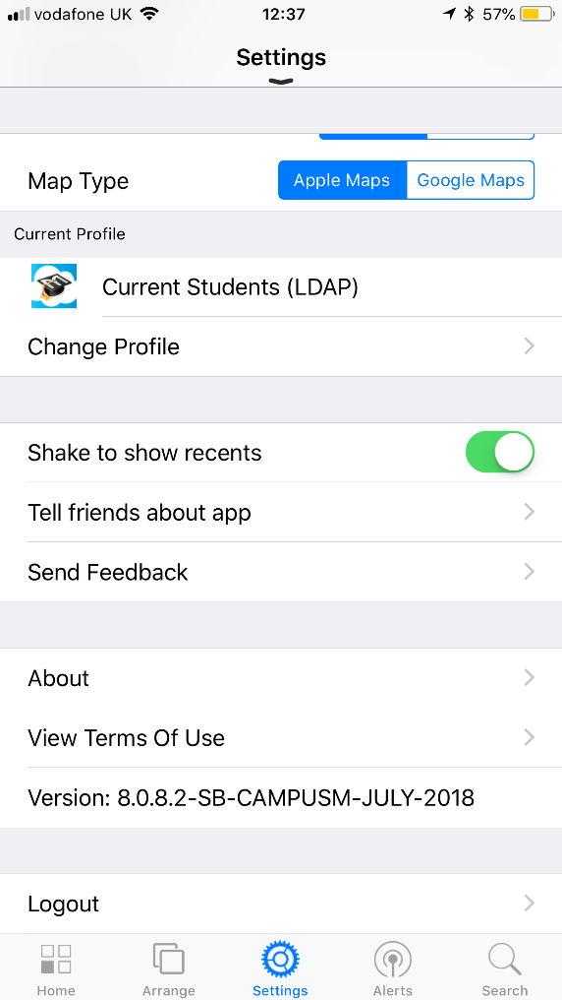 vodafone UK 12:37 57%
Settings
Map Type Apple Maps Google Maps
Current Profile
Current Students (LDAP)
Change Profile
Shake to show recents
Tell friends about app
Send Feedback
About
View Terms Of Use
Version: 8.0.8.2-SB-CAMPUSM-JULY-2018
Logout
Home Arrange Settings Alerts Search